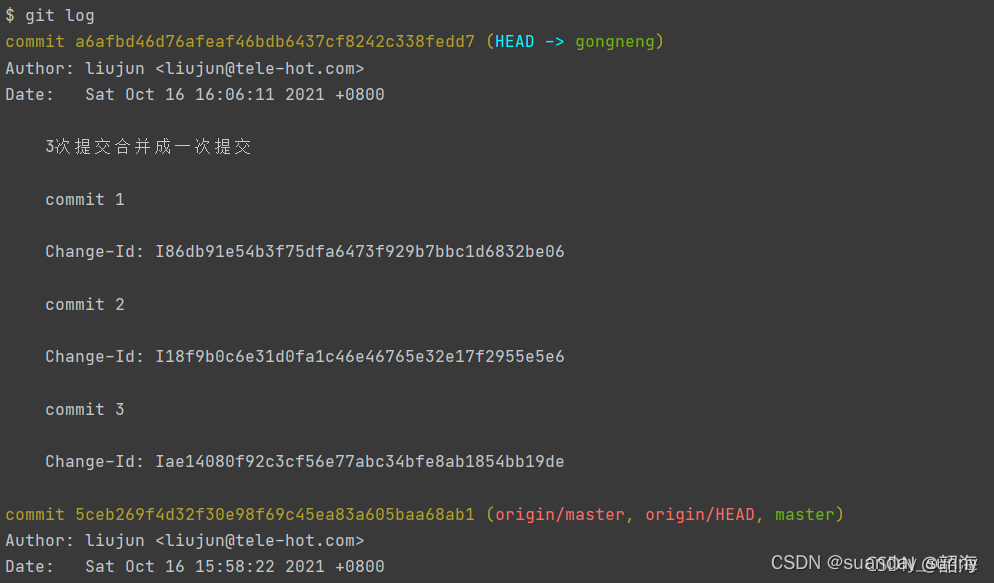 $ git log
commit a6afbd46d76afeaf46bdb6437cf8242c338fedd7 (HEAD -> gongneng)
Author: liujun <liujun@tele-hot.com>
Date:   Sat Oct 16 16:06:11 2021 +0800
3次提交合并成一次提交
commit 1
Change-Id: I86db91e54b3f75dfa6473f929b7bbc1d6832be06
commit 2
Change-Id: I18f9b0c6e31d0fa1c46e46765e32e17f2955e5e6
commit 3
Change-Id: Iae14080f92c3cf56e77abc34bfe8ab1854bb19de
commit 5ceb269f4d32f30e98f69c45ea83a605baa68ab1 (origin/master, origin/HEAD, master)
Author: liujun <liujun@tele-hot.com>
Date:   Sat Oct 16 15:58:22 2021 +0800
CSDN @suanday_sunny
CSDN @韶海